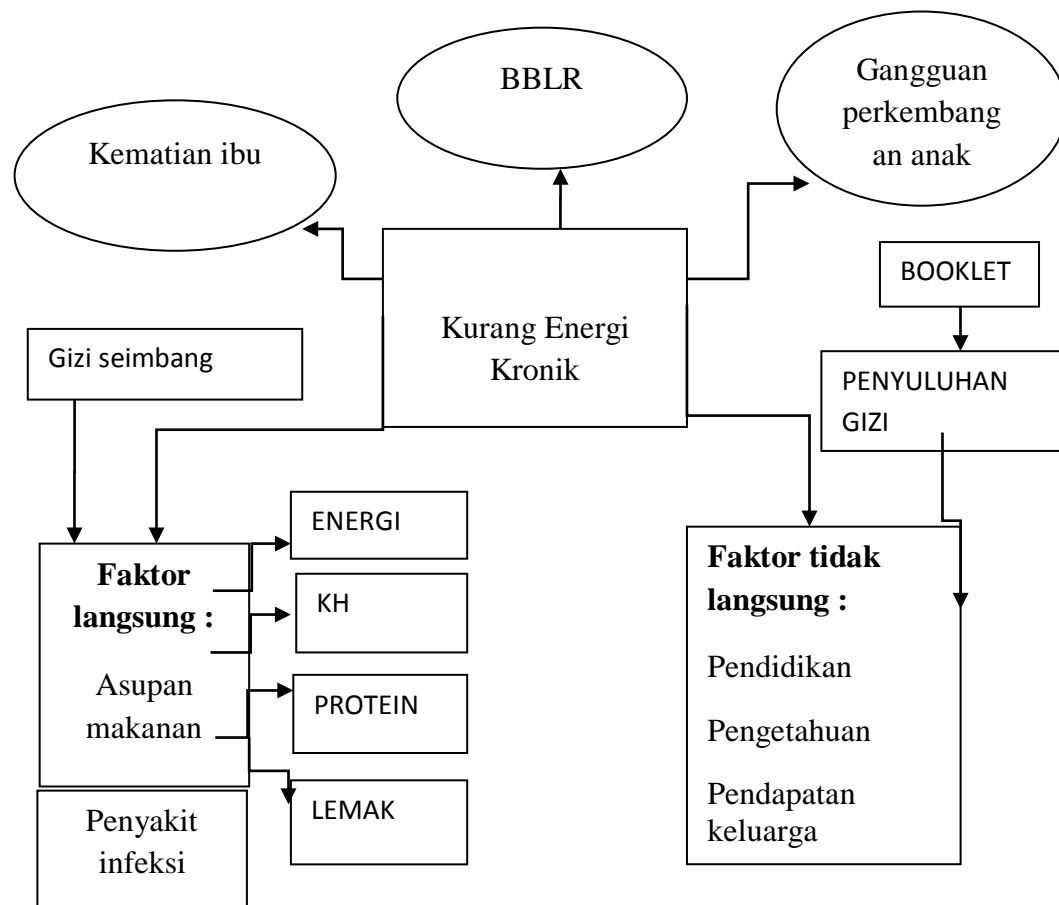 BBLR
Gangguan
perkembang
an anak
Kematian ibu
BOOKLET
Kurang Energi
Kronik
Gizi seimbang
PENYULUHAN
GIZI
ENERGI
KH
PROTEIN
LEMAK
Faktor
langsung :
Asupan
makanan
Penyakit
infeksi
Faktor tidak
langsung :
Pendidikan
Pengetahuan
Pendapatan
keluarga